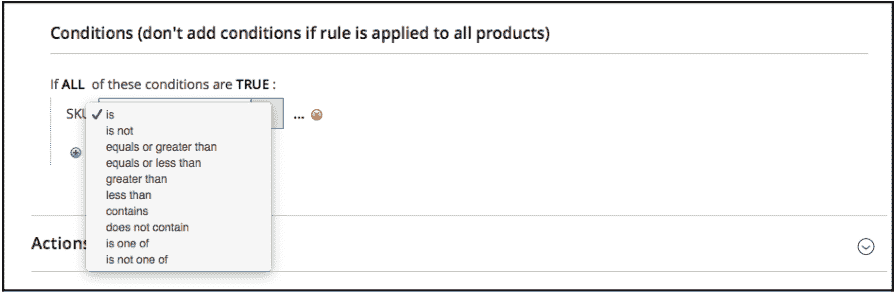 Conditions (don't add conditions if rule is applied to all products)
If ALL of these conditions are TRUE :
SKU ✓ is ...
is not
equals or greater than
equals or less than
greater than
less than
contains
does not contain
is one of
is not one of
Actions